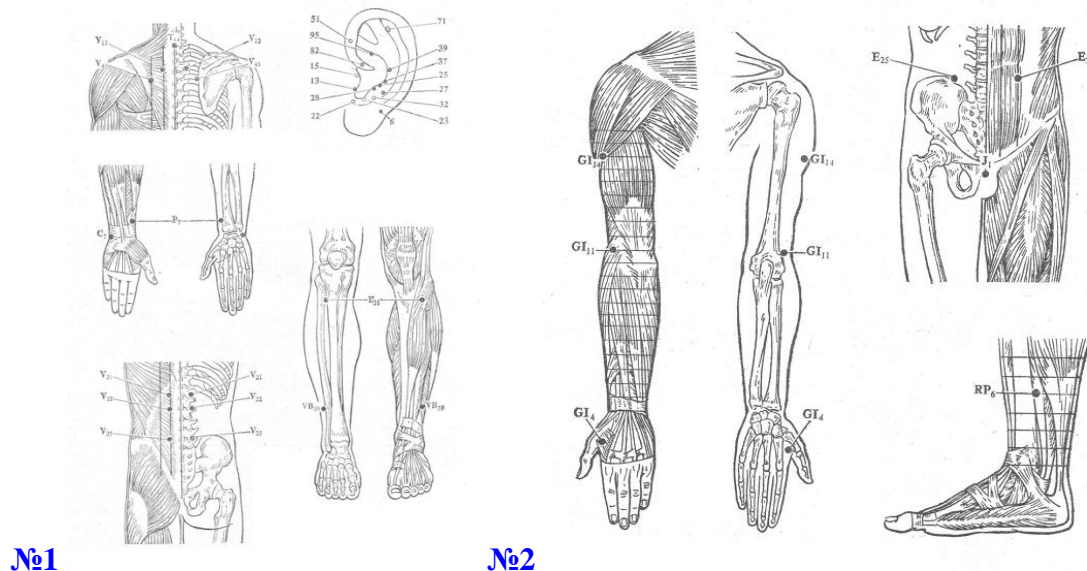 51
95
82
15
13
28
22
71
39
37
25
27
32
23
6
V₁₃
V₁₃
T₁₄
C₇
P₇
E₃₆
VB₃₉
VB₃₉
V₂₁
V₂₂
V₂₅
V₂₁
V₂₂
V₂₅
№1
GI₁₄
GI₁₁
GI₄
GI₁₄
GI₁₁
GI₄
E₂₅
J₁
RP₆
№2